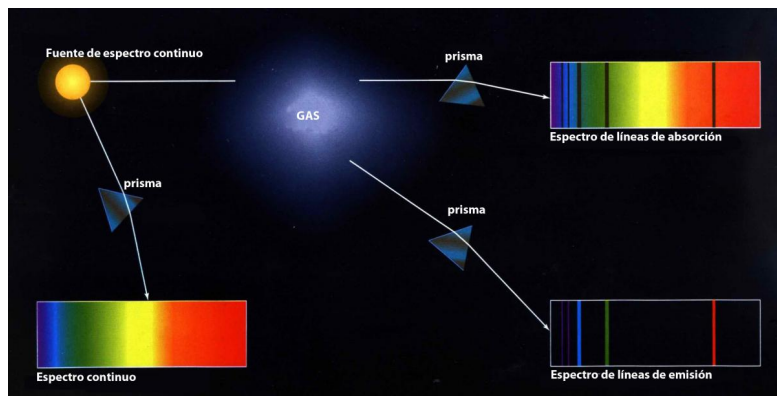 Fuente de espectro continuo
prisma
GAS
Espectro de líneas de absorción
prisma
prisma
Espectro continuo
Espectro de líneas de emisión